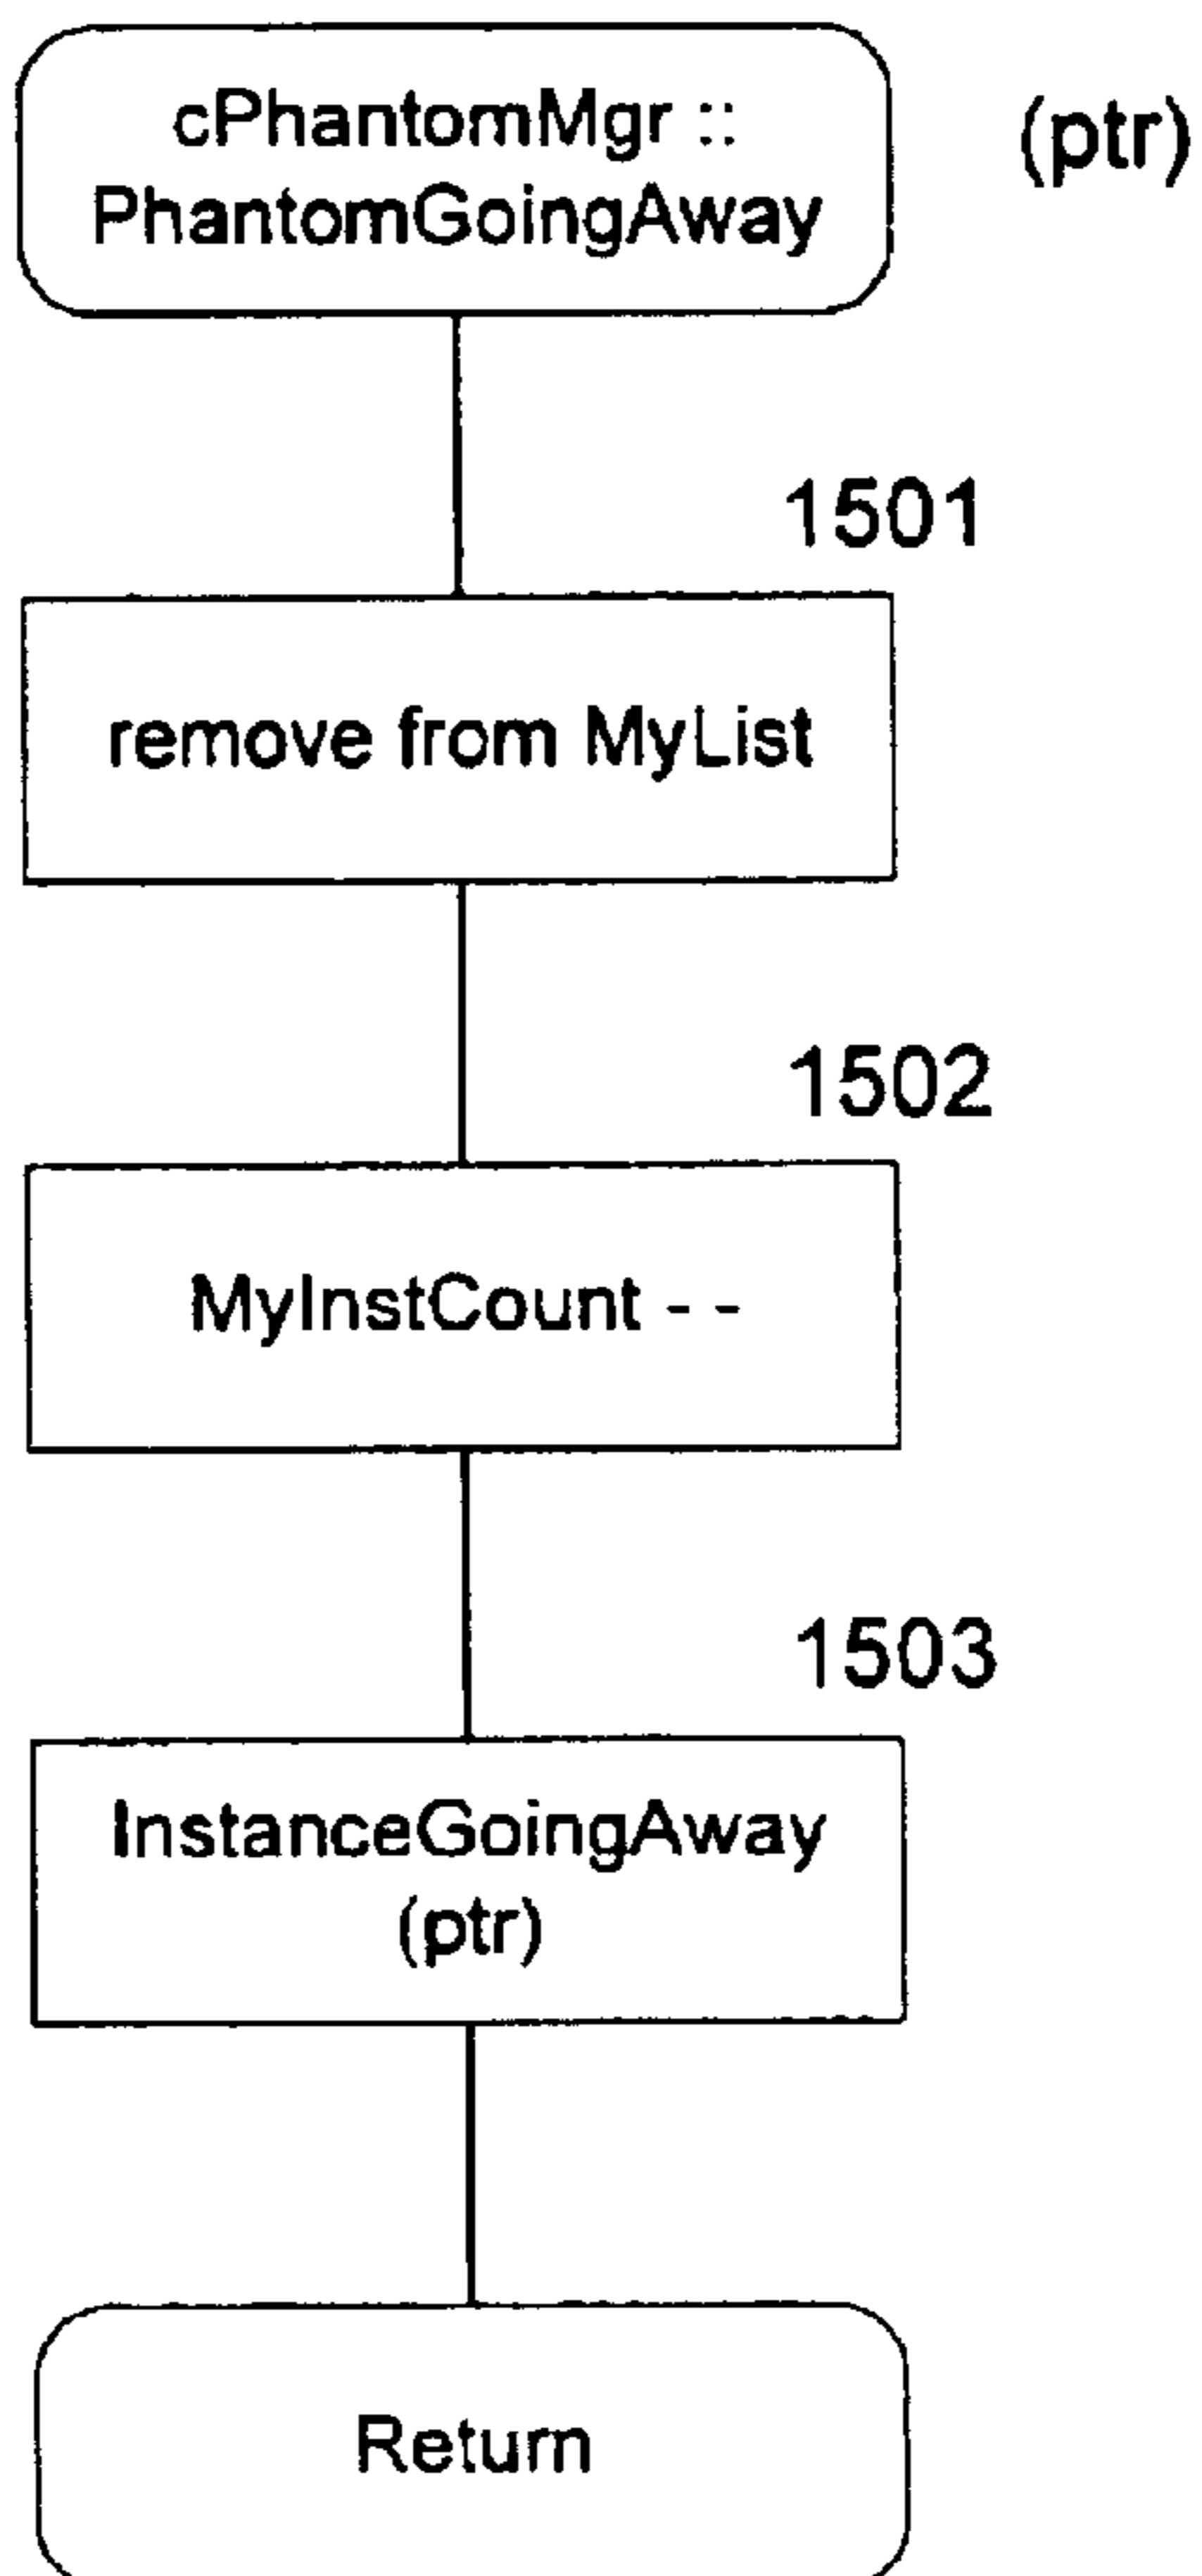 cPhantomMgr ::
PhantomGoingAway
(ptr)
1501
remove from MyList
1502
MyInstCount - -
1503
InstanceGoingAway
(ptr)
Return